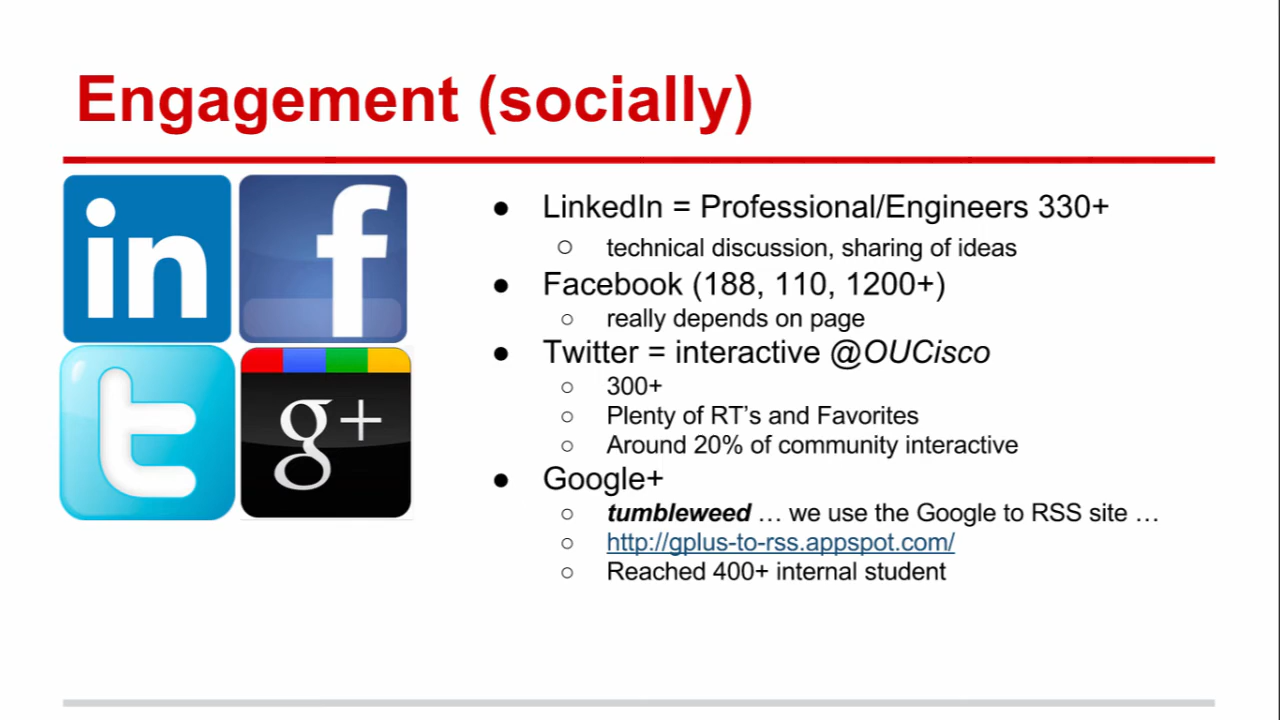 Engagement (socially)
in
f
t
g+
● LinkedIn = Professional/Engineers 330+
○ technical discussion, sharing of ideas
● Facebook (188, 110, 1200+)
○ really depends on page
● Twitter = interactive @OUCisco
○ 300+
○ Plenty of RT’s and Favorites
○ Around 20% of community interactive
● Google+
○ tumbleweed … we use the Google to RSS site …
○ http://gplus-to-rss.appspot.com/
○ Reached 400+ internal student